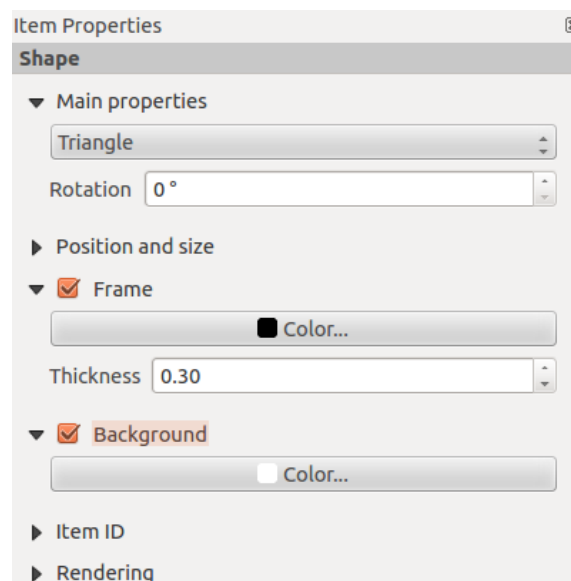 Item Properties
Shape
Main properties
Triangle
Rotation 0 °
Position and size
Frame
Color...
Thickness 0.30
Background
Color...
Item ID
Rendering